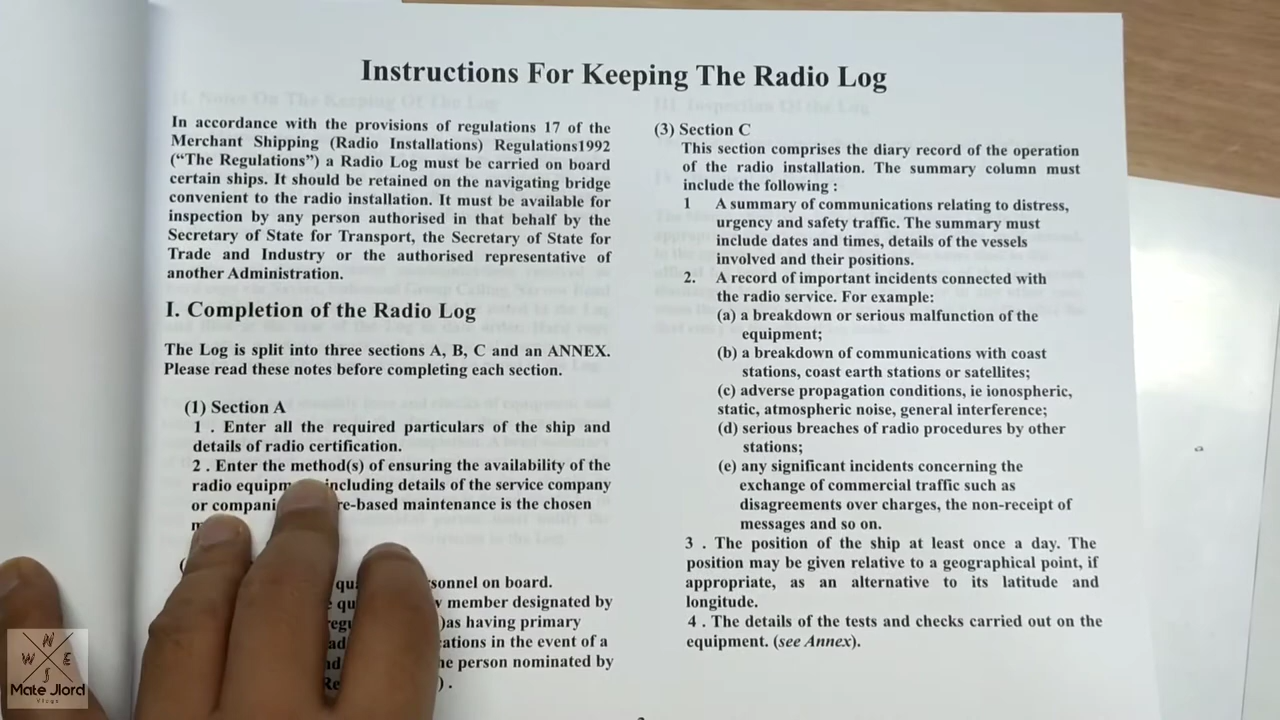 Instructions For Keeping The Radio Log
In accordance with the provisions of regulations 17 of the
Merchant Shipping (Radio Installations) Regulations1992
("The Regulations") a Radio Log must be carried on board
certain ships. It should be retained on the navigating bridge
convenient to the radio installation. It must be available for
inspection by any person authorised in that behalf by the
Secretary of State for Transport, the Secretary of State for
Trade and Industry or the authorised representative of
another Administration.
I. Completion of the Radio Log
The Log is split into three sections A, B, C and an ANNEX.
Please read these notes before completing each section.
(1) Section A
1 . Enter all the required particulars of the ship and
details of radio certification.
2 . Enter the method(s) of ensuring the availability of the
radio including details of the service company
or based maintenance is the chosen
on board.
member designated by
as having primary
in the event of a
person nominated by
(3) Section C
This section comprises the diary record of the operation
of the radio installation. The summary column must
include the following :
1 A summary of communications relating to distress,
urgency and safety traffic. The summary must
include dates and times, details of the vessels
involved and their positions.
2. A record of important incidents connected with
the radio service. For example:
(a) a breakdown or serious malfunction of the
equipment;
(b) a breakdown of communications with coast
stations, coast earth stations or satellites;
(c) adverse propagation conditions, ie ionospheric,
static, atmospheric noise, general interference;
(d) serious breaches of radio procedures by other
stations;
(e) any significant incidents concerning the
exchange of commercial traffic such as
disagreements over charges, the non-receipt of
messages and so on.
3 . The position of the ship at least once a day. The
position may be given relative to a geographical point, if
appropriate, as an alternative to its latitude and
longitude.
4 . The details of the tests and checks carried out on the
equipment. (see Annex).
N
W E
S
Mate Jlord
Vlogs